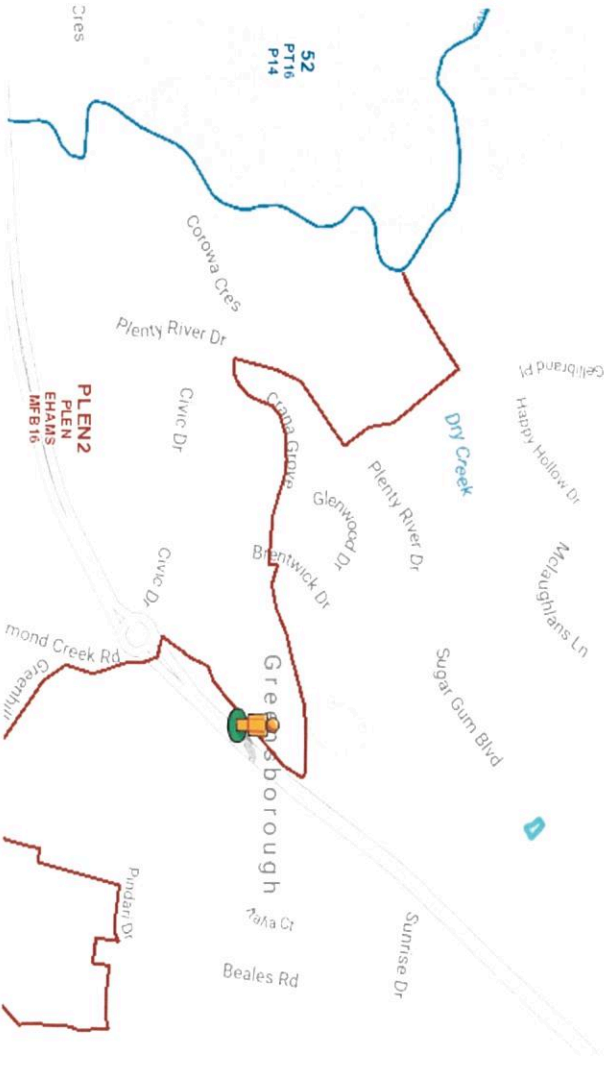 Cres
52
PT16
P14
Corowa Cres
Plenty River Dr
Gellibrand Pl
Happy Hollow Dr
Dry Creek
Crana Grove
Civic Dr
PLEN2
PLEN
EHAMS
MFB16
Plenty River Dr
Glenwood Dr
Mclaughlans Ln
Brentwick Dr
Civic Dr
mond Creek Rd
Greenhill
Sugar Gum Blvd
Greensborough
Pindari Dr
Sunrise Dr
Beales Rd